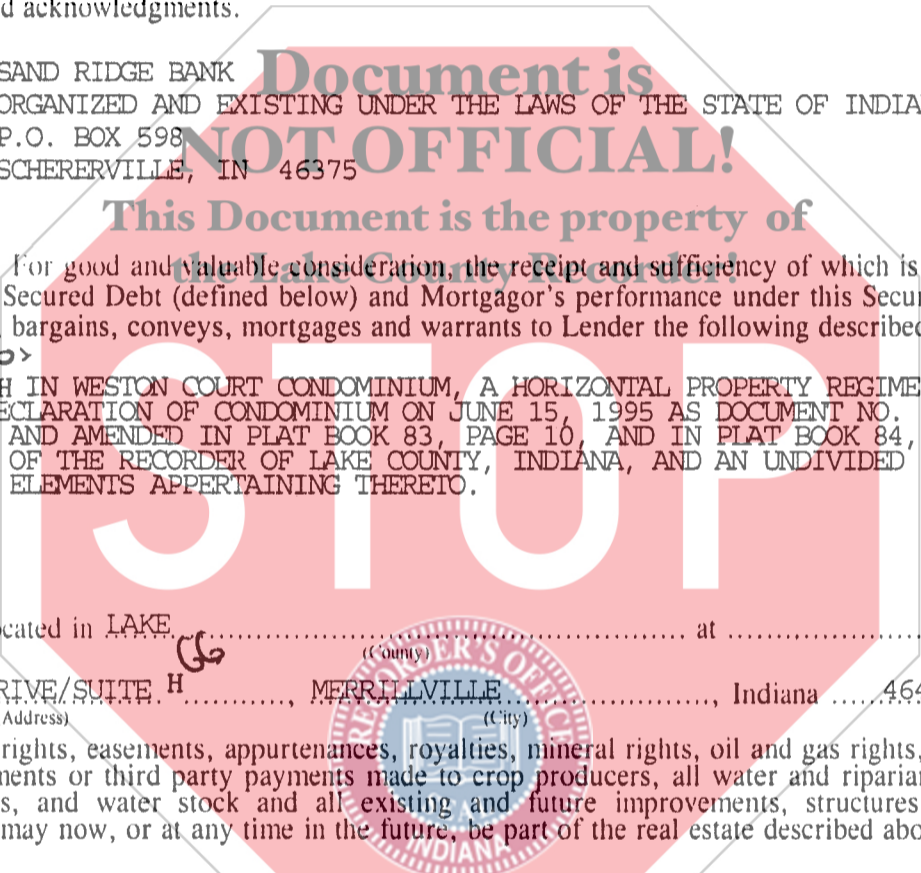 d acknowledgments.
SAND RIDGE BANK
ORGANIZED AND EXISTING UNDER THE LAWS OF THE STATE OF INDIA
P.O. BOX 598
SCHERERVILLE, IN 46375
Document is
NOT OFFICIAL!
This Document is the property of
the Lake County Recorder!
For good and valuable consideration, the receipt and sufficiency of which is
Secured Debt (defined below) and Mortgagor's performance under this Secu
bargains, conveys, mortgages and warrants to Lender the following described
H IN WESTON COURT CONDOMINIUM, A HORIZONTAL PROPERTY REGIME
ECLARATION OF CONDOMINIUM ON JUNE 15, 1995 AS DOCUMENT NO.
AND AMENDED IN PLAT BOOK 83, PAGE 10, AND IN PLAT BOOK 84,
OF THE RECORDER OF LAKE COUNTY, INDIANA, AND AN UNDIVIDED
ELEMENTS APPERTAINING THERETO.
STOP
cated in LAKE at
(County)
RIVE/SUITE H, MERRILLVILLE, Indiana 464
Address) (City)
rights, easements, appurtenances, royalties, mineral rights, oil and gas rights,
ments or third party payments made to crop producers, all water and riparia
s, and water stock and all existing and future improvements, structures
may now, or at any time in the future, be part of the real estate described abo
RECORDER'S OFFICE
INDIANA